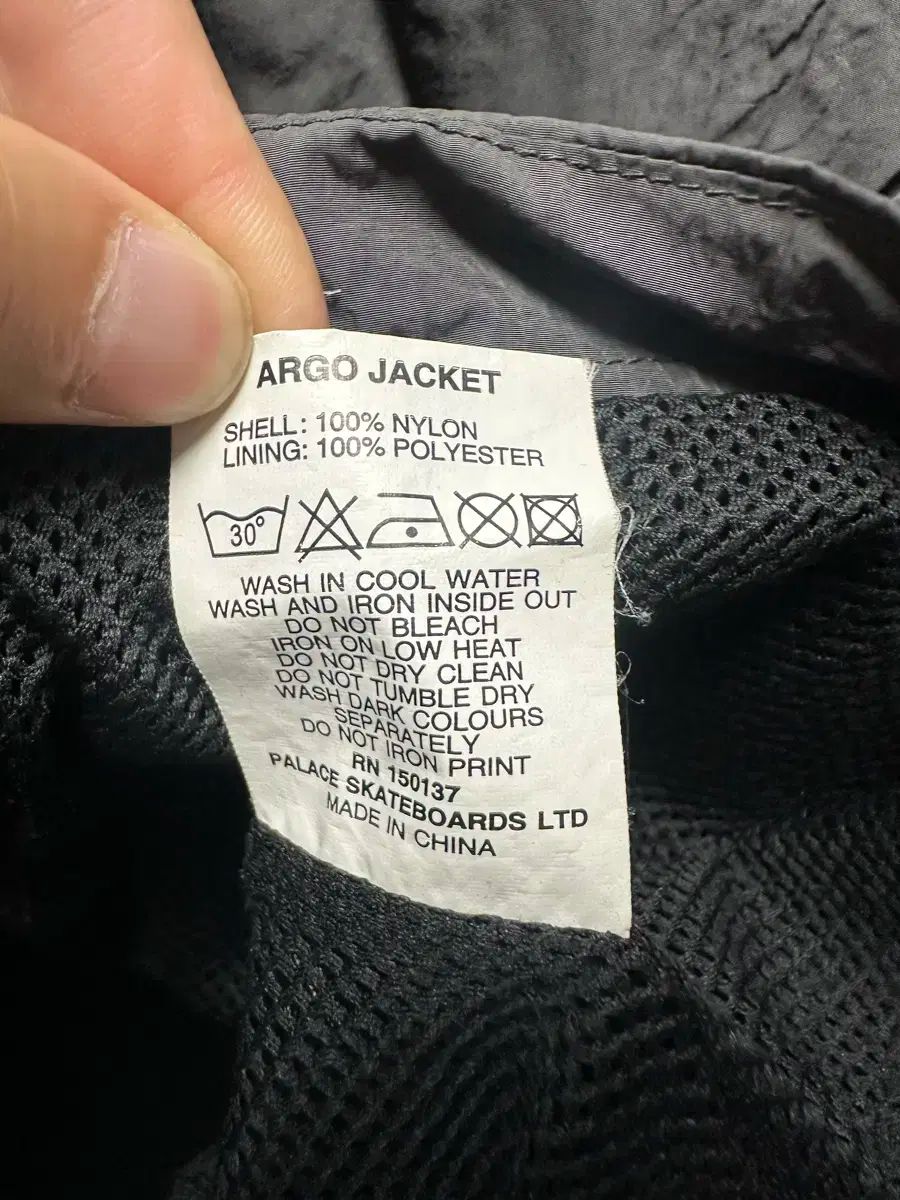 ARGO JACKET
SHELL: 100% NYLON
LINING: 100% POLYESTER
30°
WASH IN COOL WATER
WASH AND IRON INSIDE OUT
DO NOT BLEACH
IRON ON LOW HEAT
DO NOT DRY CLEAN
DO NOT TUMBLE DRY
WASH DARK COLOURS
SEPARATELY
DO NOT IRON PRINT
RN 150137
PALACE SKATEBOARDS LTD
MADE IN CHINA